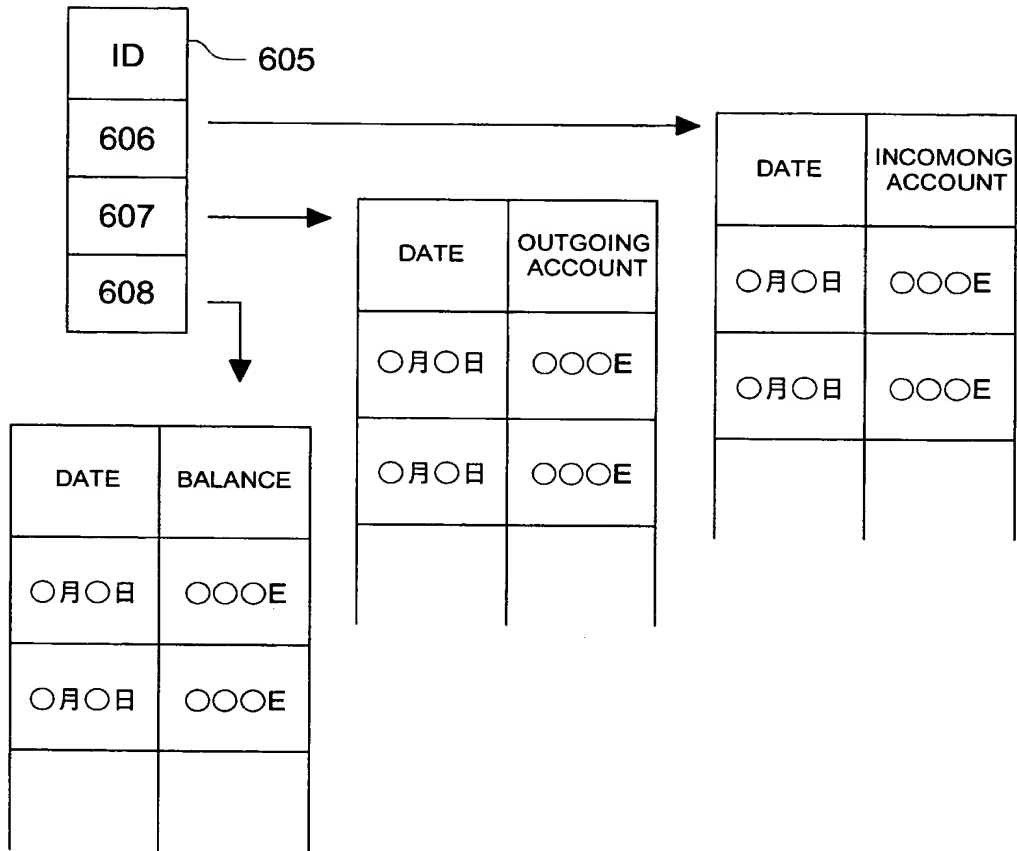 ID
605
606
607
608
DATE
INCOMONG
ACCOUNT
○月○日
○○○E
○月○日
○○○E
DATE
OUTGOING
ACCOUNT
○月○日
○○○E
○月○日
○○○E
DATE
BALANCE
○月○日
○○○E
○月○日
○○○E